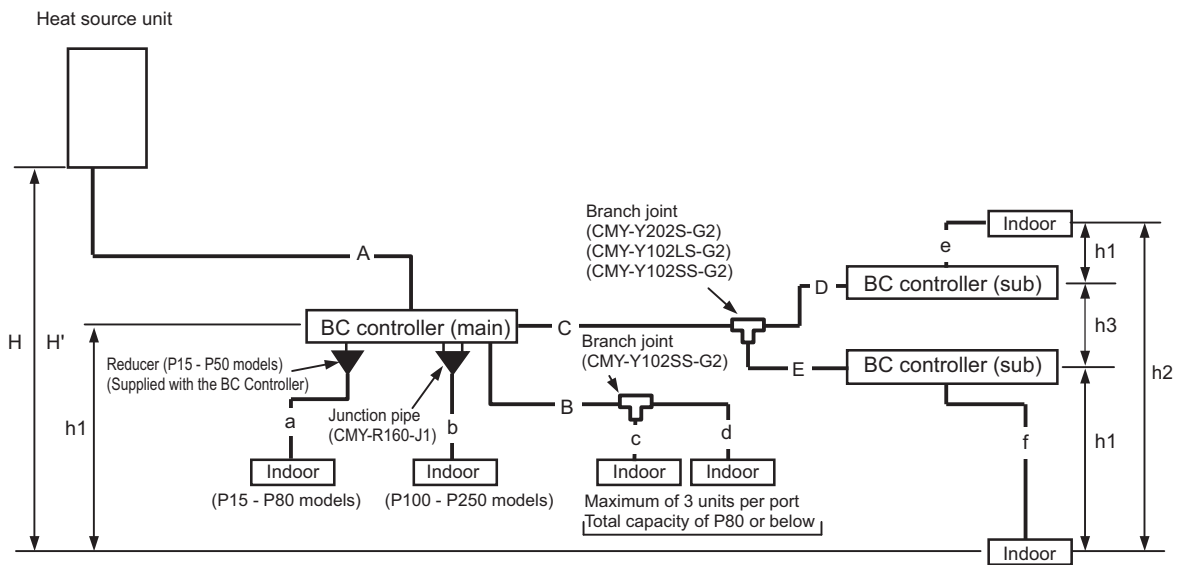 Heat source unit
H
H'
A
BC controller (main)
Reducer (P15 - P50 models)
(Supplied with the BC Controller)
h1
a
Junction pipe
(CMY-R160-J1)
b
Indoor
(P15 - P80 models)
Indoor
(P100 - P250 models)
C
B
Branch joint
(CMY-Y202S-G2)
(CMY-Y102LS-G2)
(CMY-Y102SS-G2)
Branch joint
(CMY-Y102SS-G2)
c
d
Indoor
Indoor
Maximum of 3 units per port
Total capacity of P80 or below
D
E
e
Indoor
BC controller (sub)
BC controller (sub)
f
Indoor
h1
h3
h1
h2